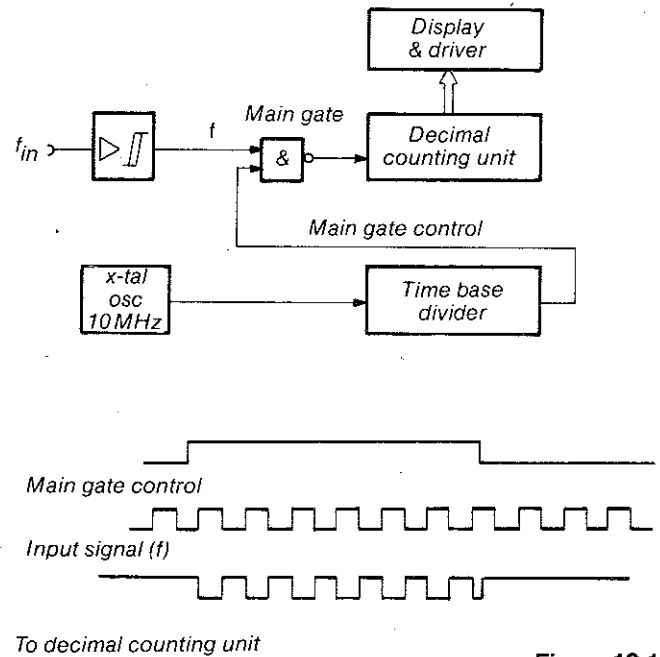 Display
& driver
Main gate
f
f in
&
Decimal
counting unit
Main gate control
x-tal
osc
10 MHz
Time base
divider
Main gate control
Input signal (f)
To decimal counting unit